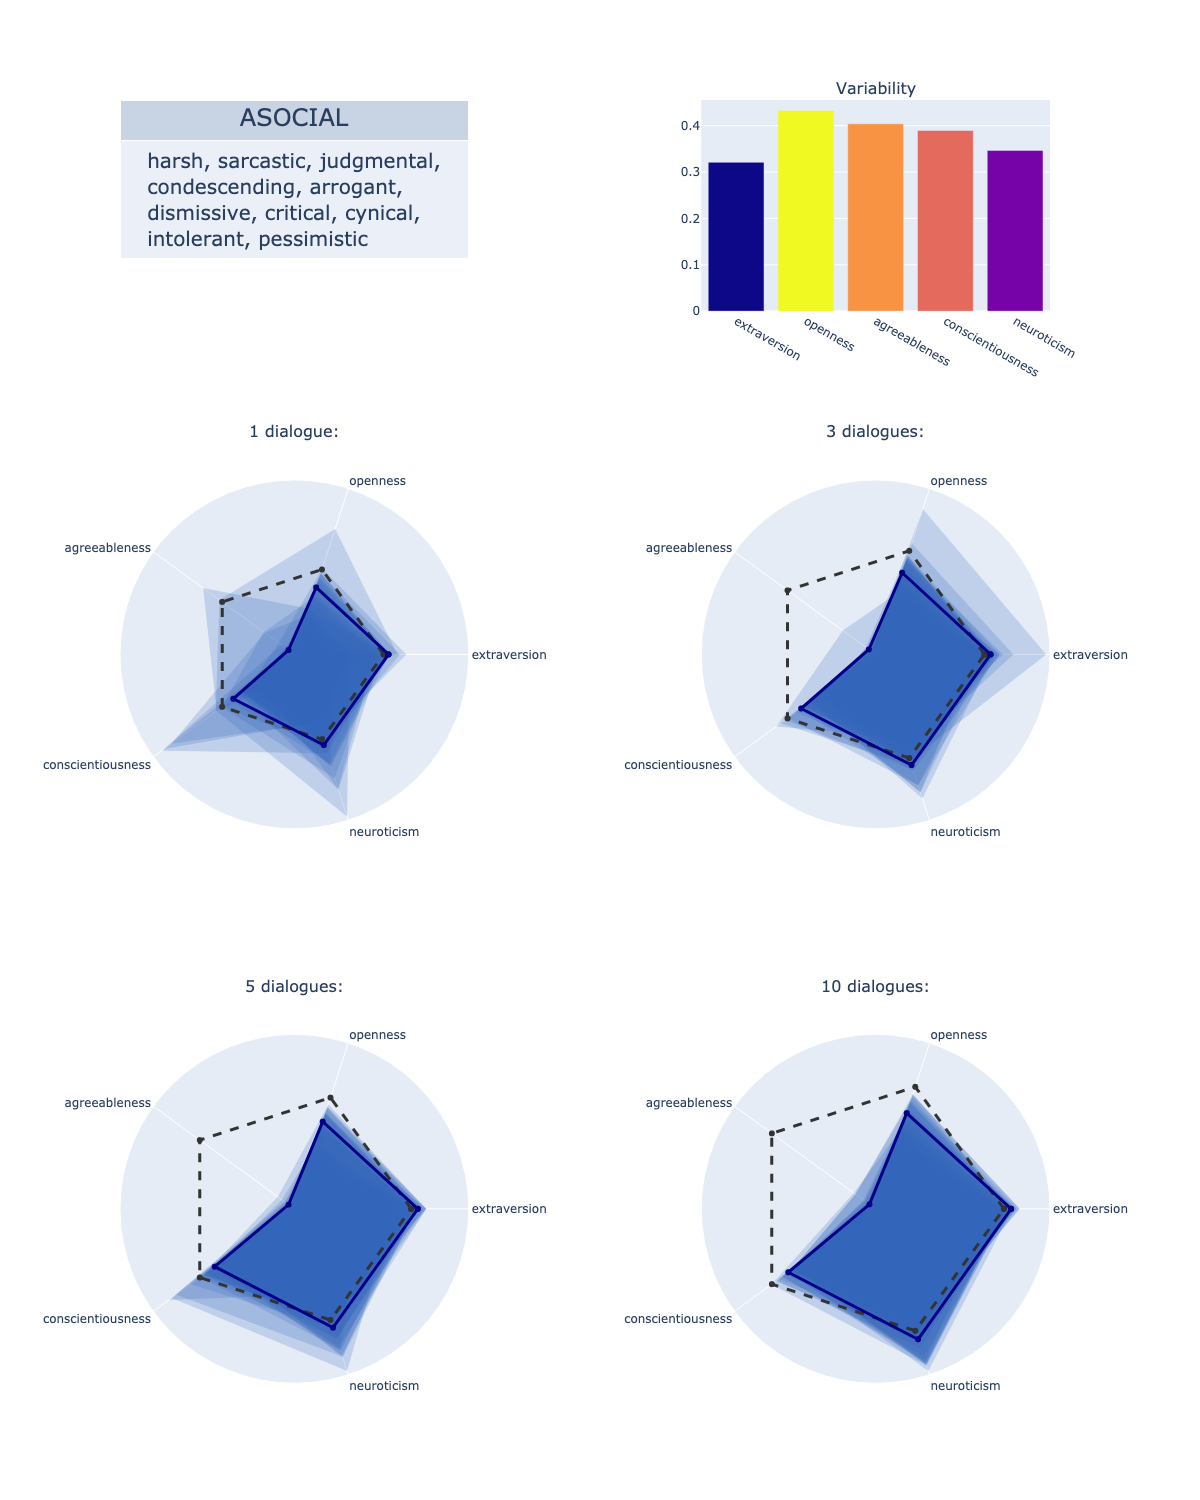 ASOCIAL
harsh, sarcastic, judgmental,
condescending, arrogant,
dismissive, critical, cynical,
intolerant, pessimistic
Variability
0.4
0.3
0.2
0.1
0
extraversion
openness
agreeableness
conscientiousness
neuroticism
1 dialogue:
openness
agreeableness
extraversion
conscientiousness
neuroticism
3 dialogues:
openness
agreeableness
extraversion
conscientiousness
neuroticism
5 dialogues:
openness
agreeableness
extraversion
conscientiousness
neuroticism
10 dialogues:
openness
agreeableness
extraversion
conscientiousness
neuroticism